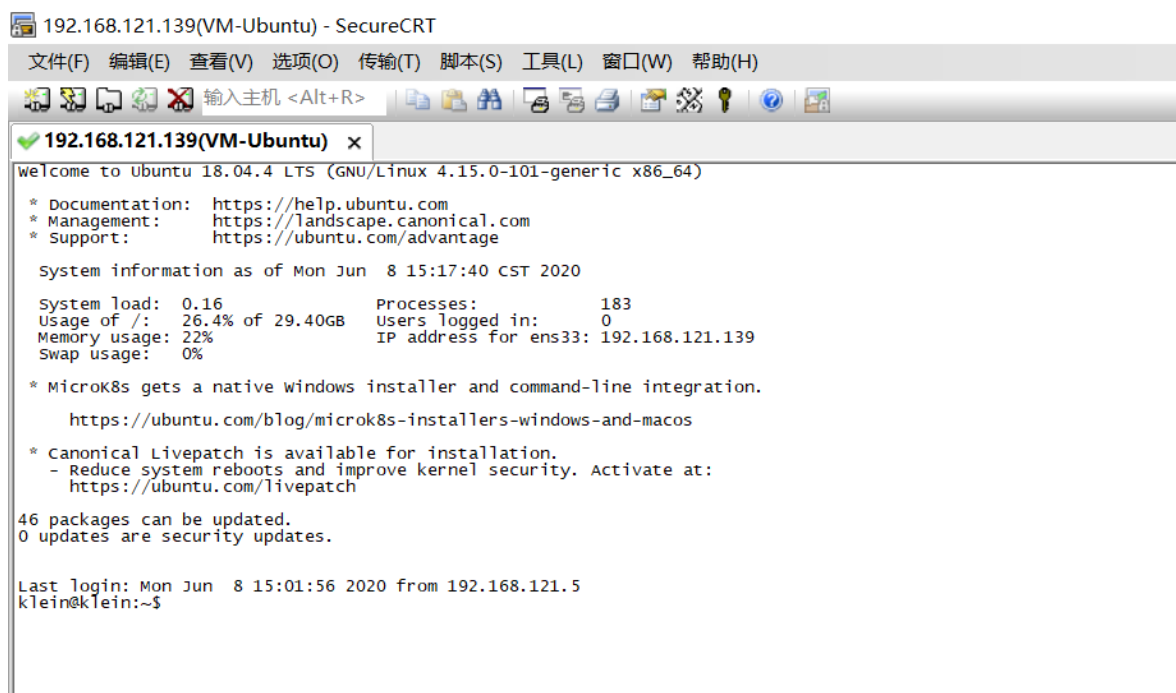 192.168.121.139(VM-Ubuntu) - SecureCRT
文件(F) 编辑(E) 查看(V) 选项(O) 传输(T) 脚本(S) 工具(L) 窗口(W) 帮助(H)
输入主机 <Alt+R>
192.168.121.139(VM-Ubuntu) x
Welcome to Ubuntu 18.04.4 LTS (GNU/Linux 4.15.0-101-generic x86_64)
* Documentation: https://help.ubuntu.com
* Management: https://landscape.canonical.com
* Support: https://ubuntu.com/advantage
System information as of Mon Jun 8 15:17:40 CST 2020
System load: 0.16 Processes: 183
Usage of /: 26.4% of 29.40GB Users logged in: 0
Memory usage: 22% IP address for ens33: 192.168.121.139
Swap usage: 0%
* MicroK8s gets a native Windows installer and command-line integration.
https://ubuntu.com/blog/microk8s-installers-windows-and-macos
* Canonical Livepatch is available for installation.
- Reduce system reboots and improve kernel security. Activate at:
https://ubuntu.com/livepatch
46 packages can be updated.
0 updates are security updates.
Last login: Mon Jun 8 15:01:56 2020 from 192.168.121.5
klein@klein:~$